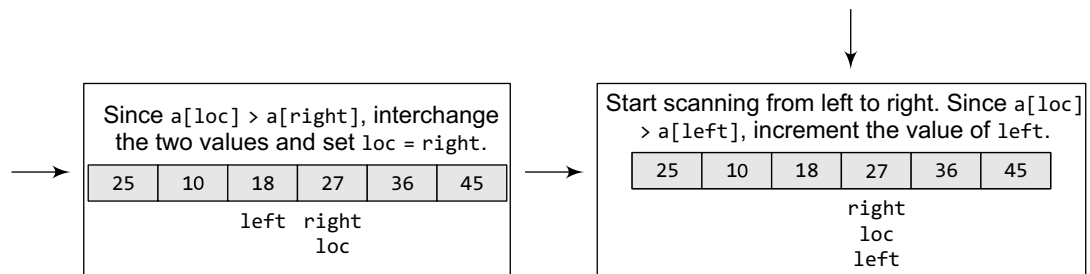 Since a[loc] > a[right], interchange
the two values and set loc = right.
25 10 18 27 36 45
left right
loc
Start scanning from left to right. Since a[loc]
> a[left], increment the value of left.
25 10 18 27 36 45
right
loc
left